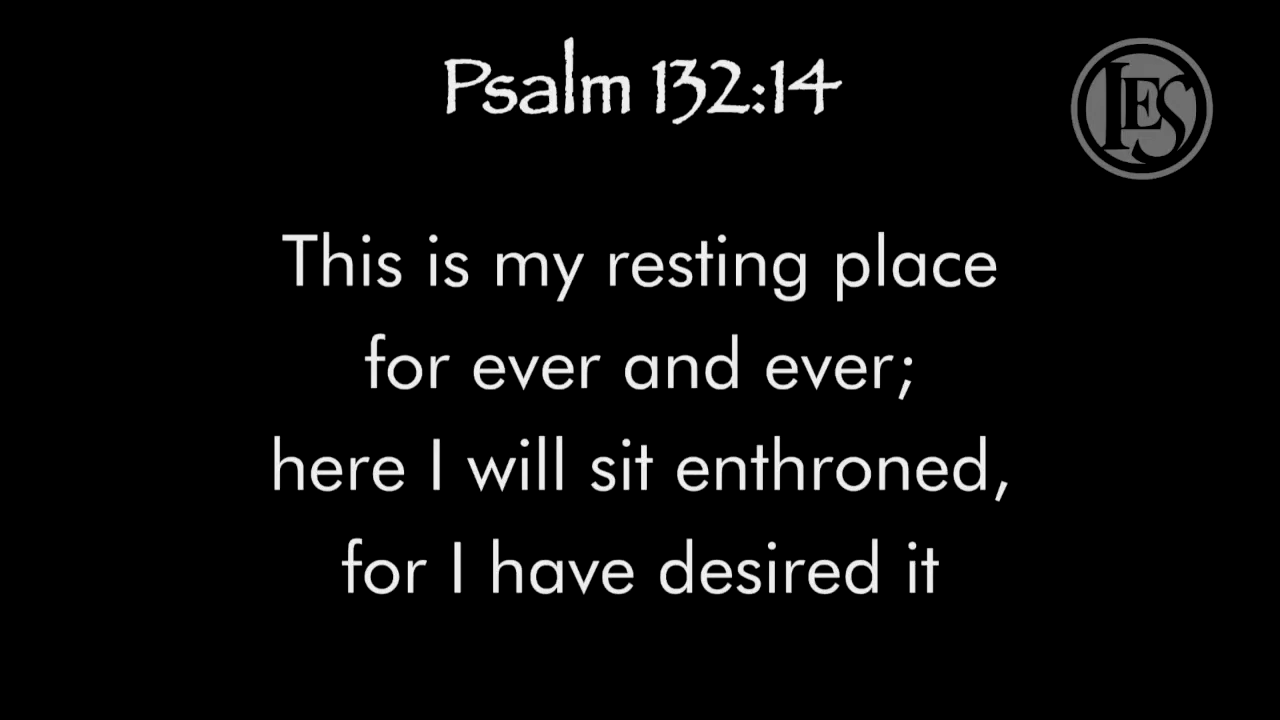 Psalm 132:14
LES
This is my resting place
for ever and ever;
here I will sit enthroned,
for I have desired it